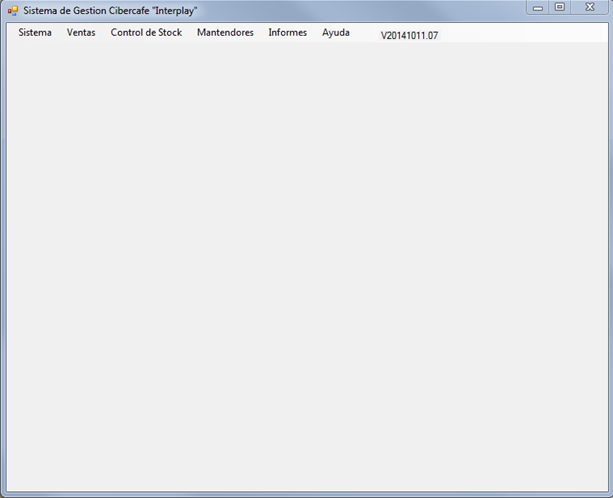 Sistema de Gestion Cibercafe "Interplay"
Sistema Ventas Control de Stock Mantendores Informes Ayuda V20141011.07